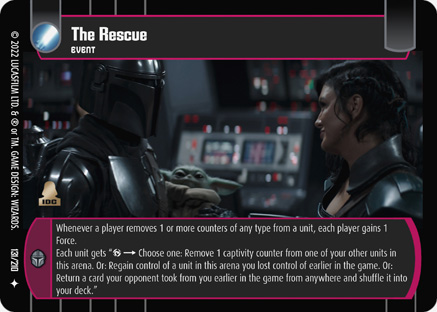 The Rescue
EVENT
© 2022 LUCASFILM LTD. & ® or TM. GAME DESIGN: WIZARDS.
IDC
Whenever a player removes 1 or more counters of any type from a unit, each player gains 1
Force.
Each unit gets “ → Choose one: Remove 1 captivity counter from one of your other units in
this arena. Or: Regain control of a unit in this arena you lost control of earlier in the game. Or:
Return a card your opponent took from you earlier in the game from anywhere and shuffle it into
your deck.”